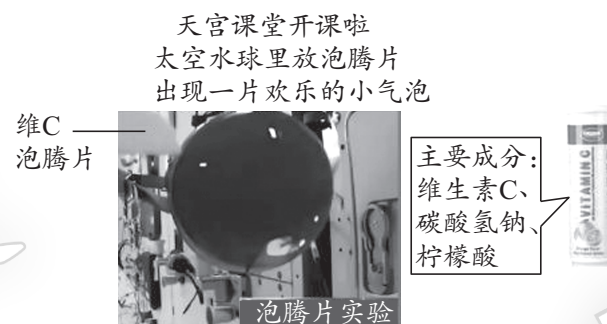 天宫课堂开课啦
太空水球里放泡腾片
出现一片欢乐的小气泡
维C
泡腾片
主要成分：
维生素C、
碳酸氢钠、
柠檬酸
VITAMIN C
泡腾片实验